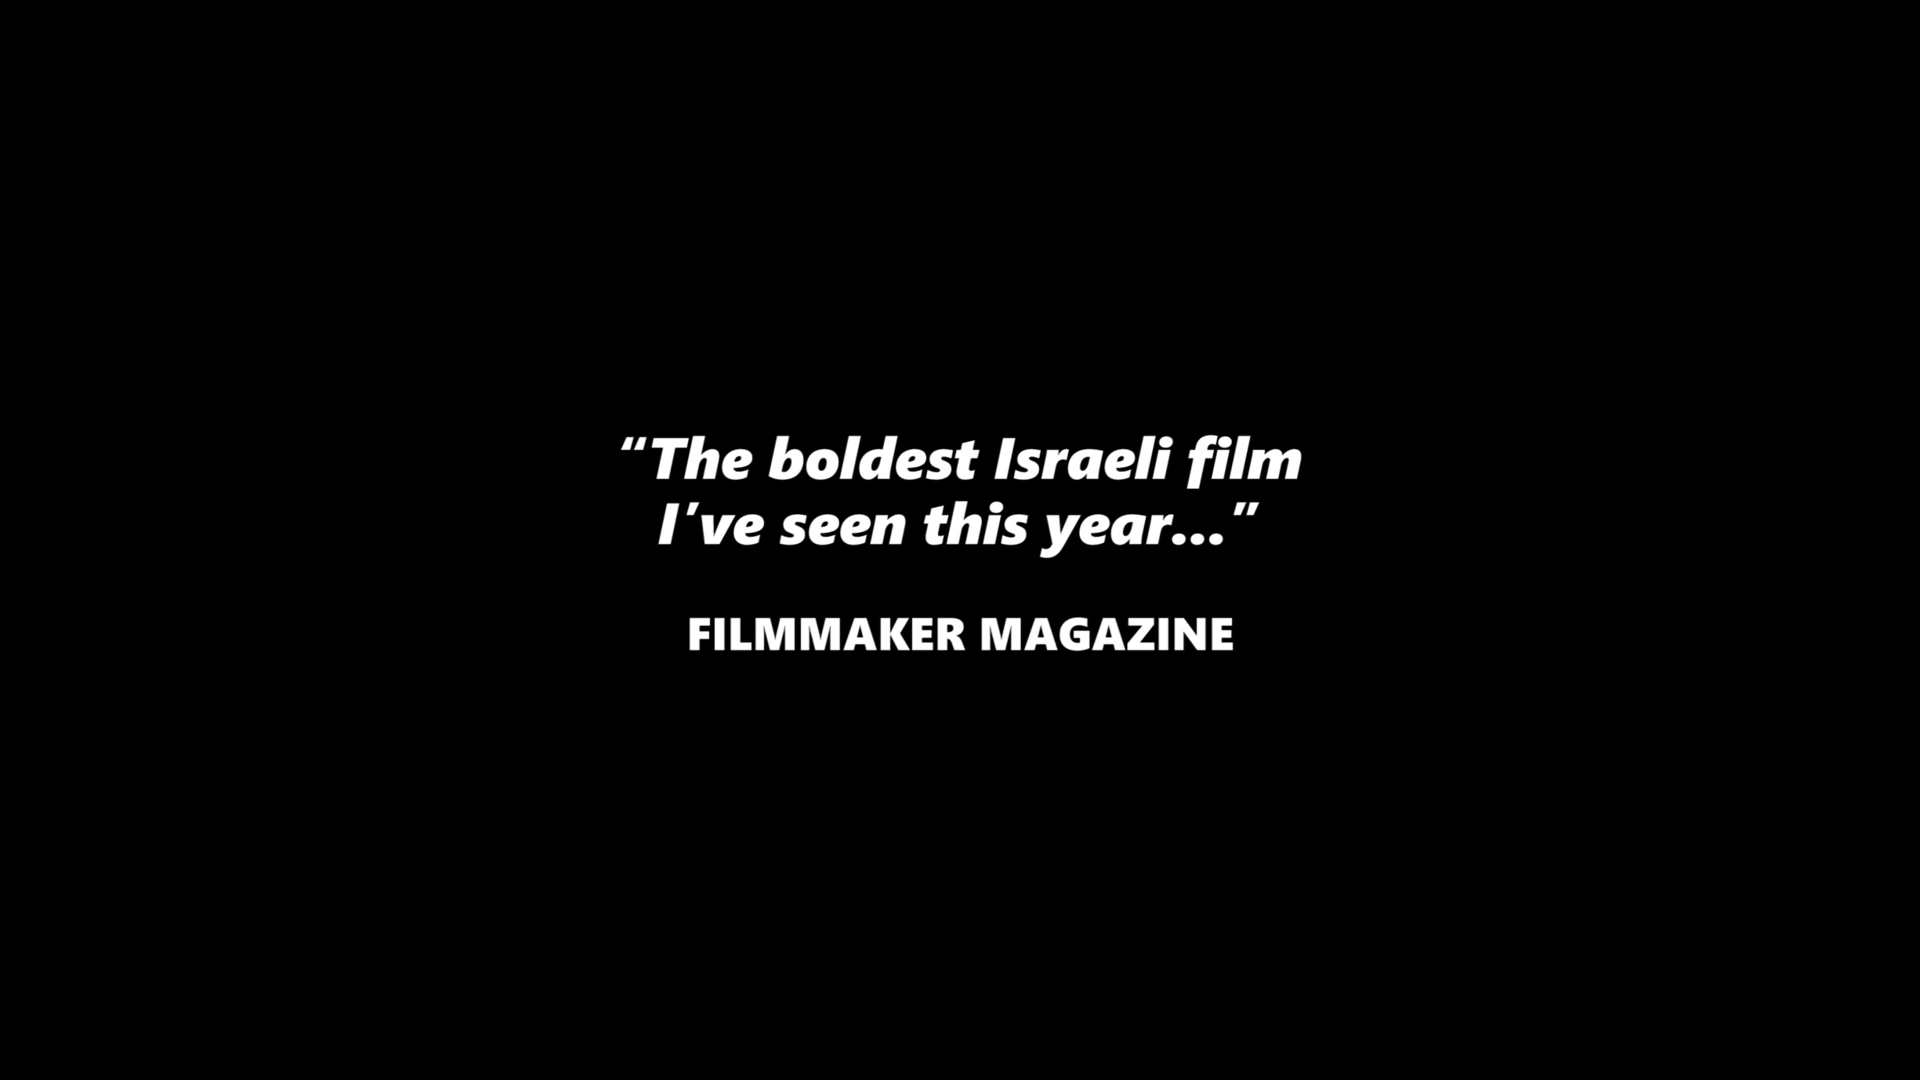 “The boldest Israeli film
I've seen this year...”
FILMMAKER MAGAZINE